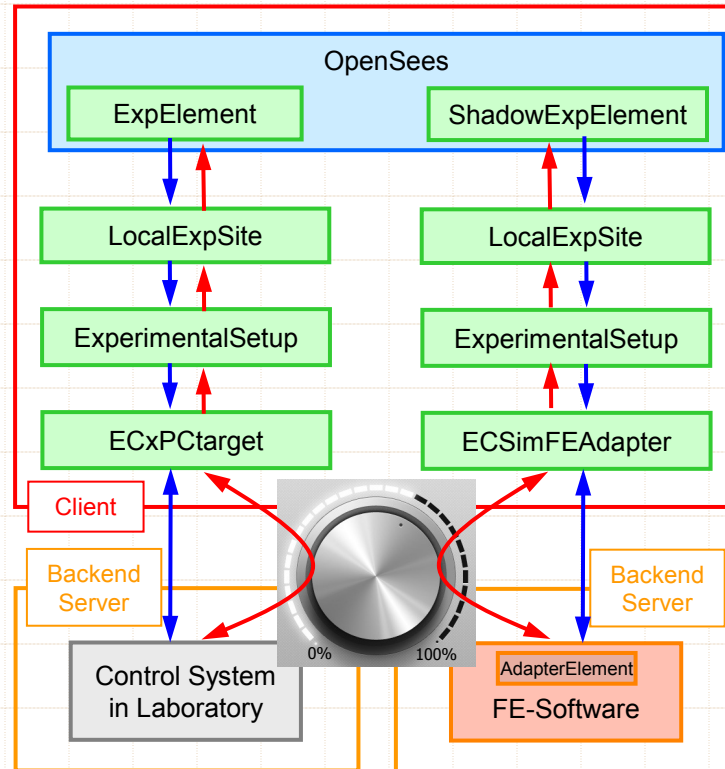 OpenSees
ExpElement
ShadowExpElement
LocalExpSite
LocalExpSite
ExperimentalSetup
ExperimentalSetup
ECxPCtarget
ECSimFEAdapter
Client
Backend
Server
Backend
Server
0%
100%
Control System
in Laboratory
AdapterElement
FE-Software